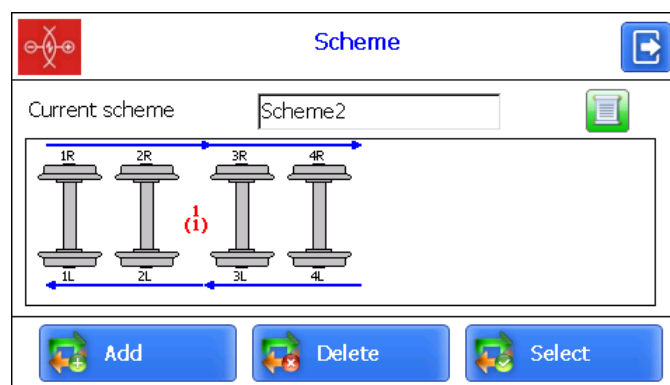 Scheme
Current scheme Scheme2
1R 2R 3R 4R
1
(1)
1L 2L 3L 4L
Add Delete Select